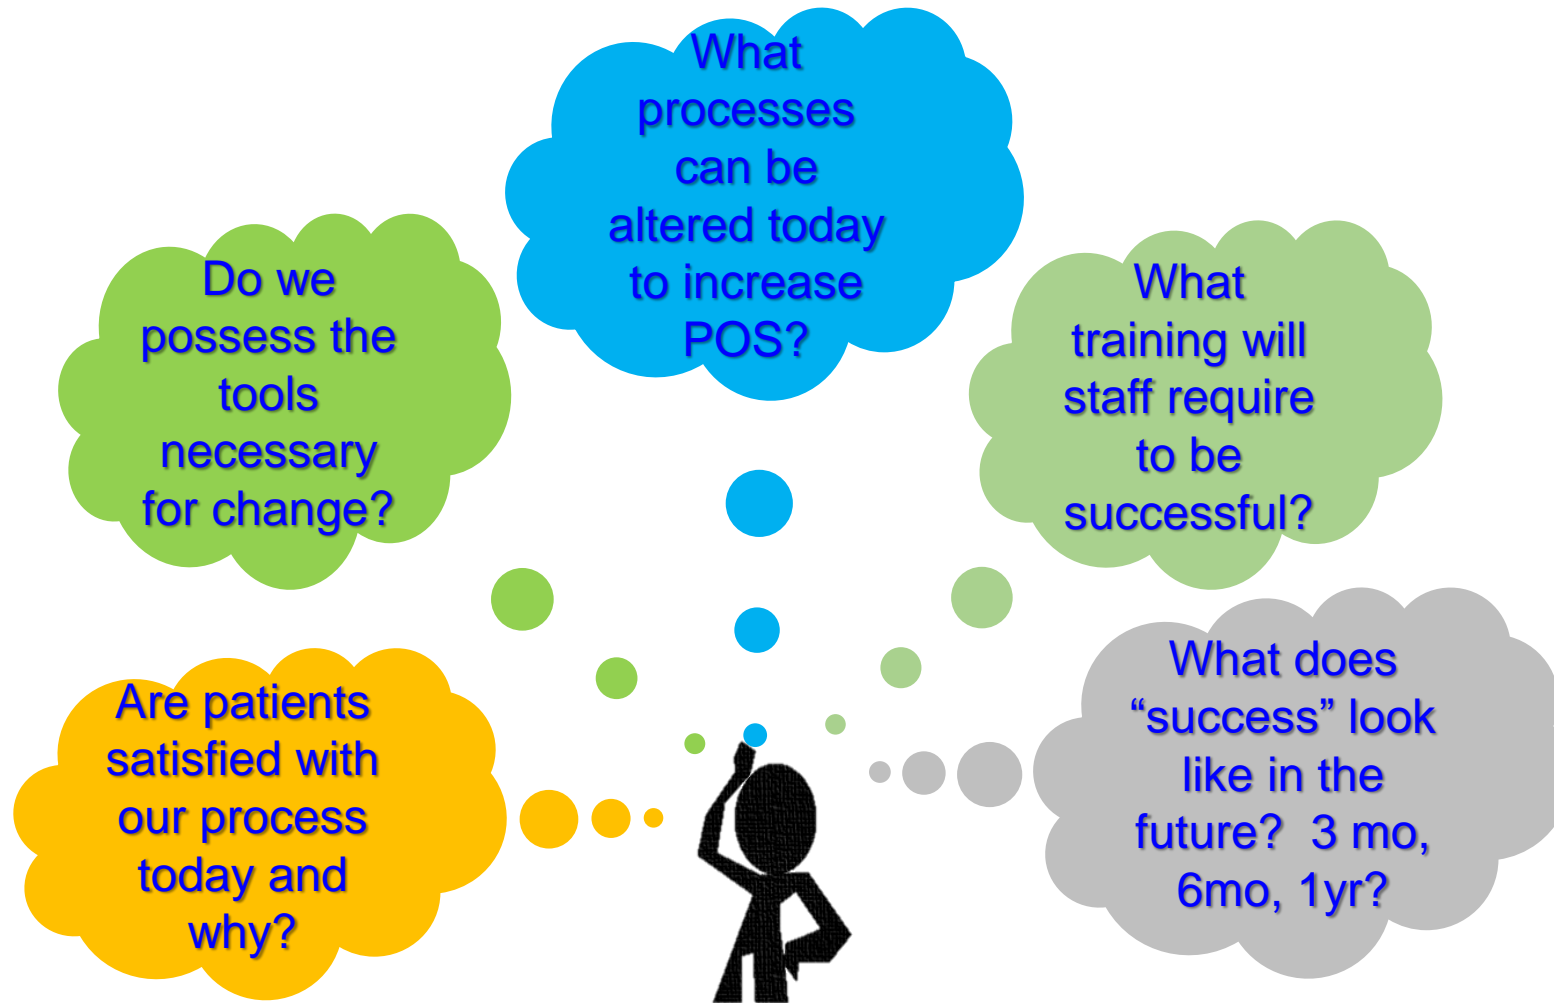 What
processes
can be
altered today
to increase
POS?
Do we
possess the
tools
necessary
for change?
What
training will
staff require
to be
successful?
Are patients
satisfied with
our process
today and
why?
What does
“success” look
like in the
future?  3 mo,
6mo, 1yr?